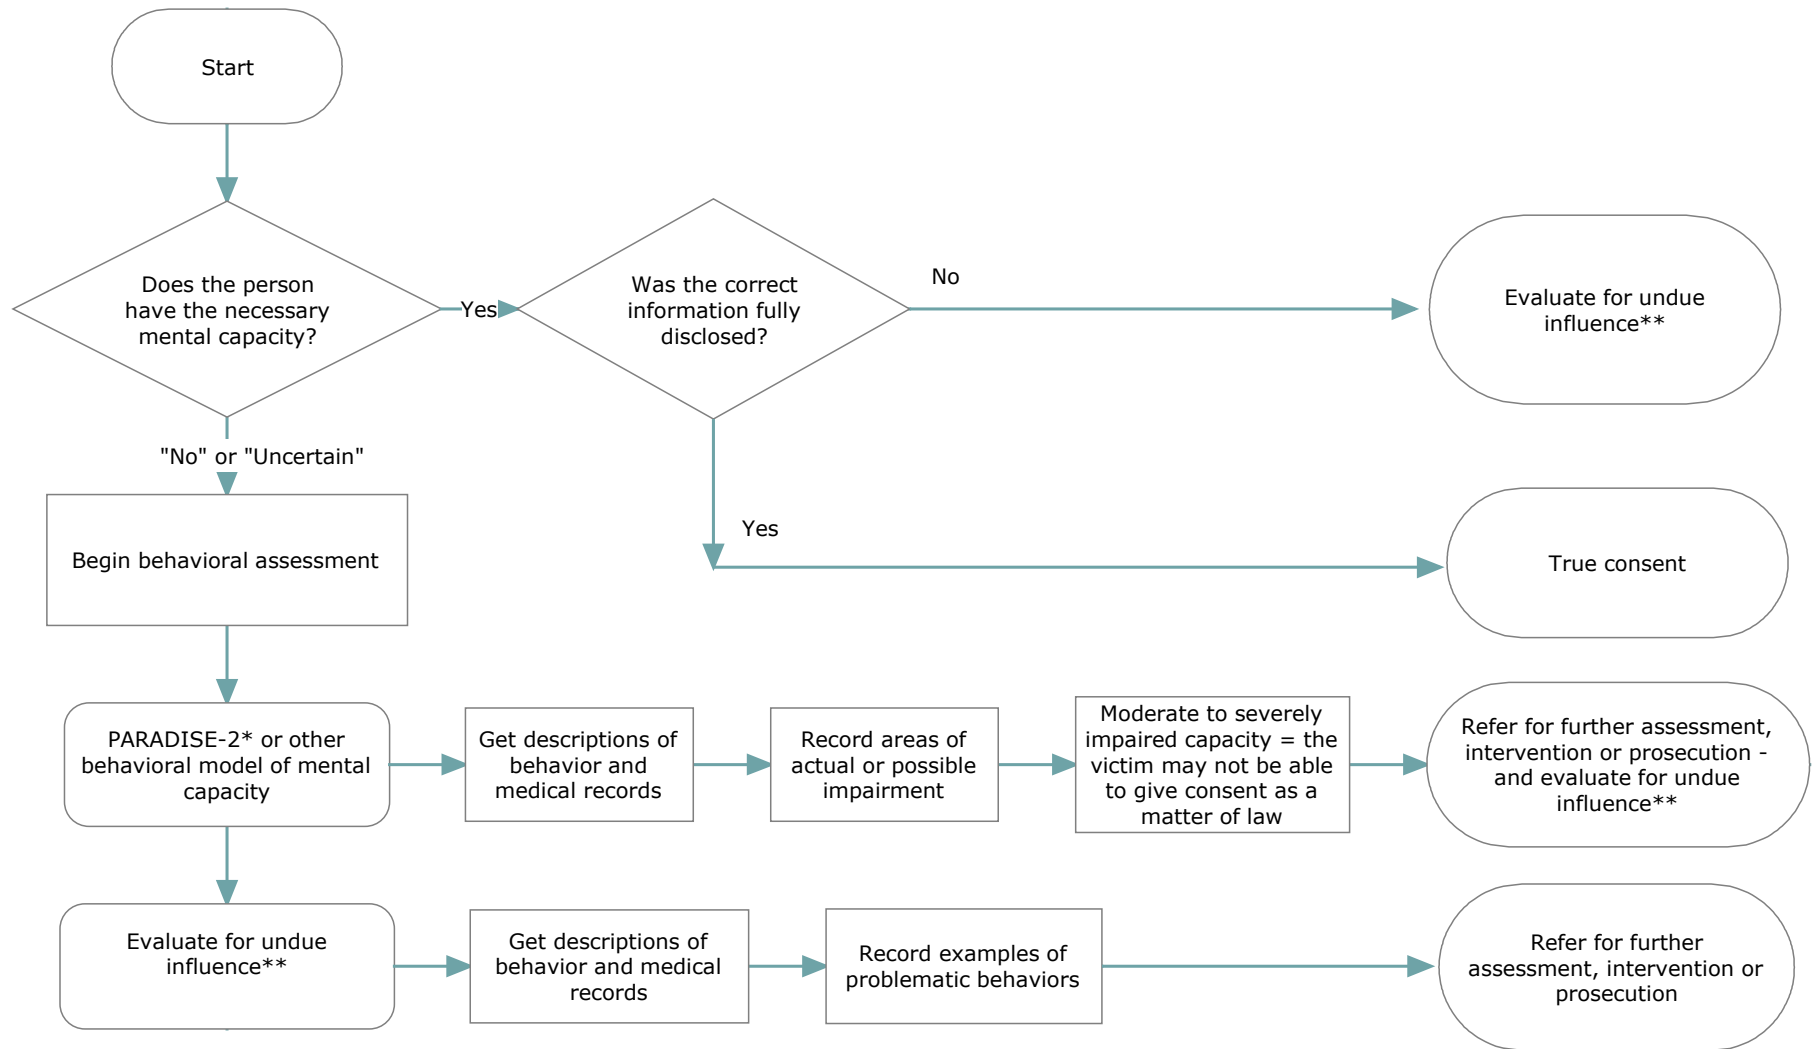 Start
Does the person
have the necessary
mental capacity?
Yes
Was the correct
information fully
disclosed?
No
Evaluate for undue
influence**
"No" or "Uncertain"
Yes
Begin behavioral assessment
True consent
PARADISE-2* or other
behavioral model of mental
capacity
Get descriptions of
behavior and
medical records
Record areas of
actual or possible
impairment
Moderate to severely
impaired capacity = the
victim may not be able
to give consent as a
matter of law
Refer for further assessment,
intervention or prosecution -
and evaluate for undue
influence**
Evaluate for undue
influence**
Get descriptions of
behavior and medical
records
Record examples of
problematic behaviors
Refer for further
assessment, intervention or
prosecution